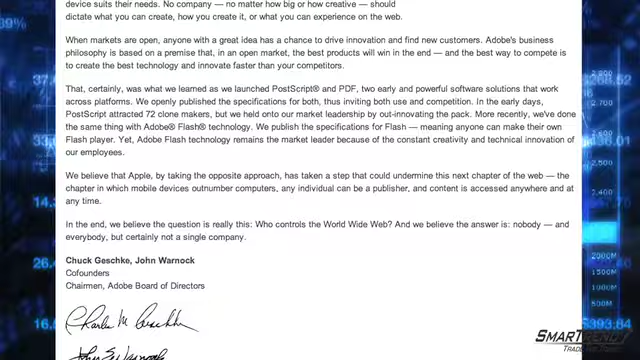 device suits their needs. No company — no matter how big or how creative — should
dictate what you can create, how you create it, or what you can experience on the web.
When markets are open, anyone with a great idea has a chance to drive innovation and find new customers. Adobe's business
philosophy is based on a premise that, in an open market, the best products will win in the end — and the best way to compete is
to create the best technology and innovate faster than your competitors.
That, certainly, was what we learned as we launched PostScript® and PDF, two early and powerful software solutions that work
across platforms. We openly published the specifications for both, thus inviting both use and competition. In the early days,
PostScript attracted 72 clone makers, but we held onto our market leadership by out-innovating the pack. More recently, we've done
the same thing with Adobe® Flash® technology. We publish the specifications for Flash — meaning anyone can make their own
Flash player. Yet, Adobe Flash technology remains the market leader because of the constant creativity and technical innovation of
our employees.
We believe that Apple, by taking the opposite approach, has taken a step that could undermine this next chapter of the web — the
chapter in which mobile devices outnumber computers, any individual can be a publisher, and content is accessed anywhere and at
any time.
In the end, we believe the question is really this: Who controls the World Wide Web? And we believe the answer is: nobody — and
everybody, but certainly not a single company.
Chuck Geschke, John Warnock
Cofounders
Chairmen, Adobe Board of Directors
Charles M Geschke
John E Warnock
SMARTREND
2,500
2000M
1500M
1000M